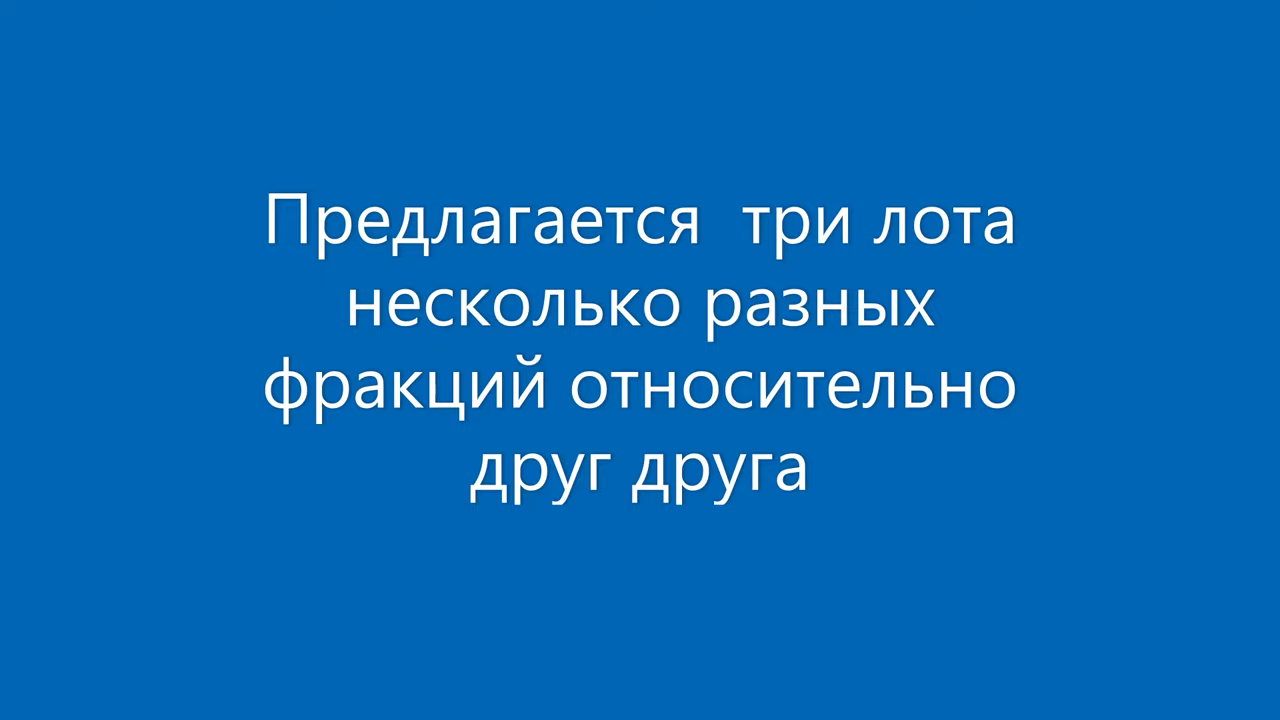 Предлагается  три лота
несколько разных
фракций относительно
друг друга